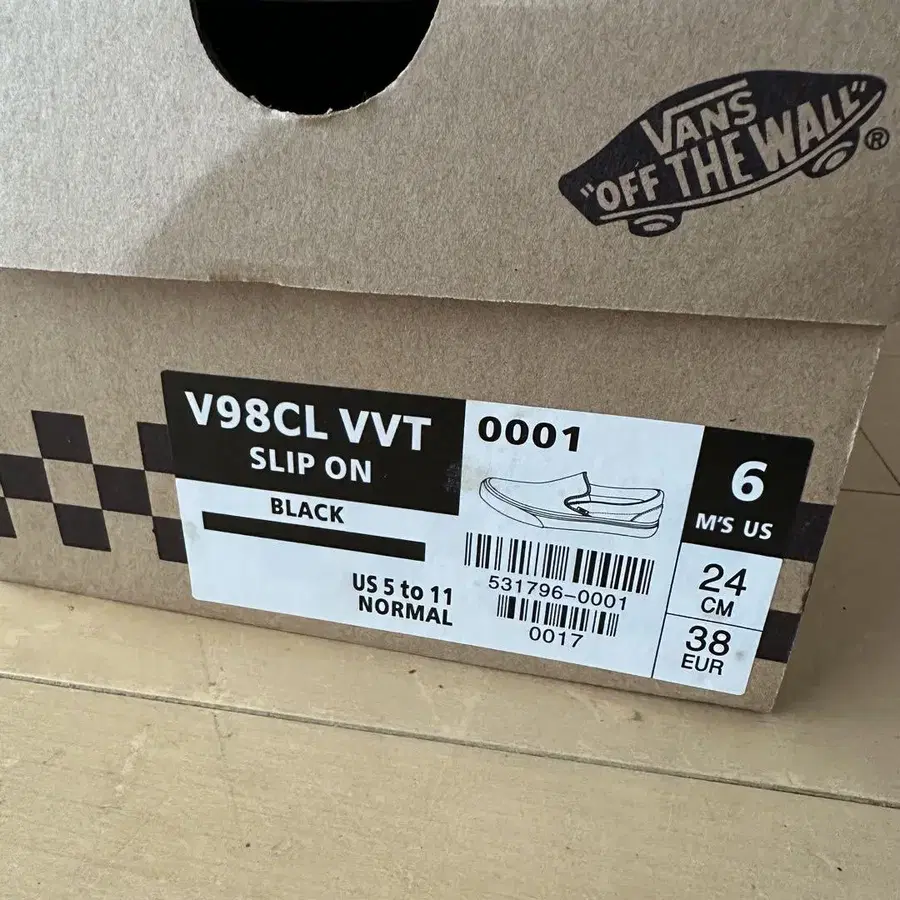 VANS
"OFF THE WALL"®
V98CL VVT
SLIP ON
BLACK
US 5 to 11
NORMAL
0001
531796-0001
0017
6
M'S US
24
CM
38
EUR